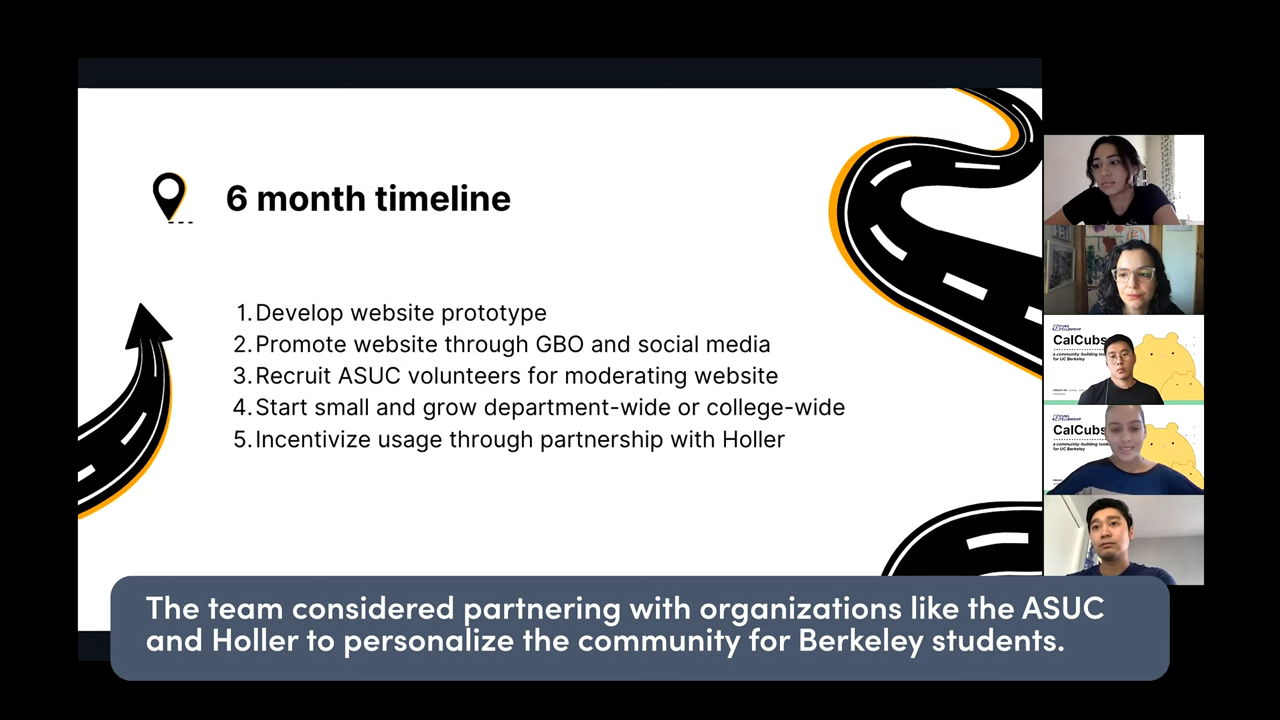 6 month timeline
1. Develop website prototype
2. Promote website through GBO and social media
3. Recruit ASUC volunteers for moderating website
4. Start small and grow department-wide or college-wide
5. Incentivize usage through partnership with Holler
CalCubs
a community-building
for UC Berkeley
CalCubs
a community-building
for UC Berkeley
The team considered partnering with organizations like the ASUC
and Holler to personalize the community for Berkeley students.